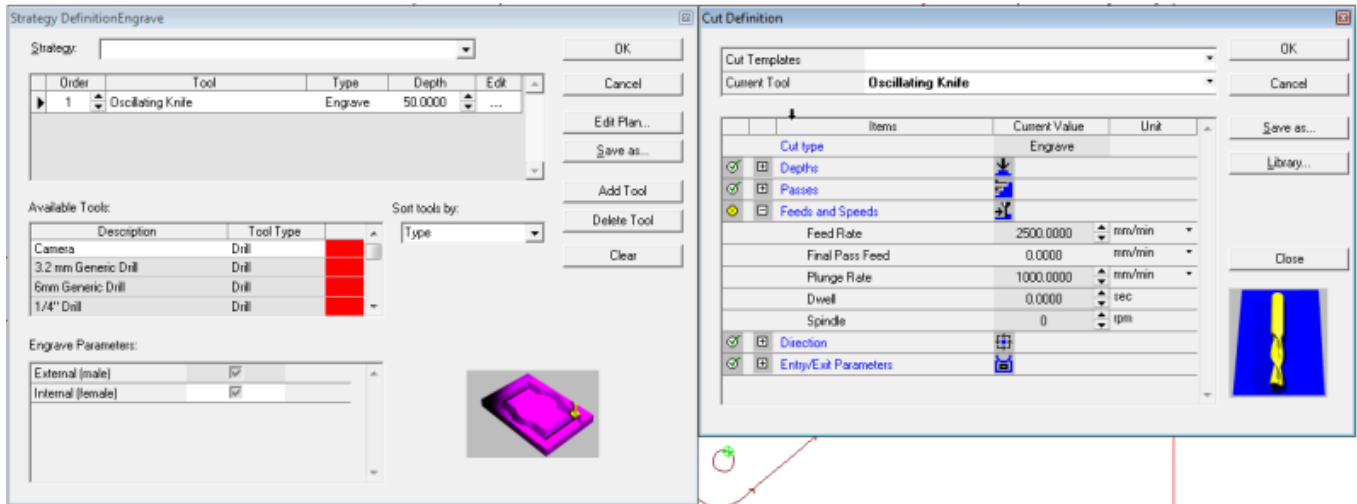 Strategy DefinitionEngrave
Strategy:
OK
Order Tool Type Depth Edit
1 Oscillating Knife Engrave 50.0000 ...
Cancel
Edit Plan...
Save as...
Add Tool
Delete Tool
Clear
Available Tools:
Sort tools by:
Type
Description Tool Type
Camera Drill
3.2 mm Generic Drill Drill
6mm Generic Drill Drill
1/4" Drill Drill
Engrave Parameters:
External (male)
Internal (female)
Cut Definition
Cut Templates
Current Tool Oscillating Knife
OK
Cancel
Save as...
Library...
Close
Items Current Value Unit
Cut type Engrave
Depths
Passes
Feeds and Speeds
Feed Rate 2500.0000 mm/min
Final Pass Feed 0.0000 mm/min
Plunge Rate 1000.0000 mm/min
Dwell 0.0000 sec
Spindle 0 rpm
Direction
Entry/Exit Parameters